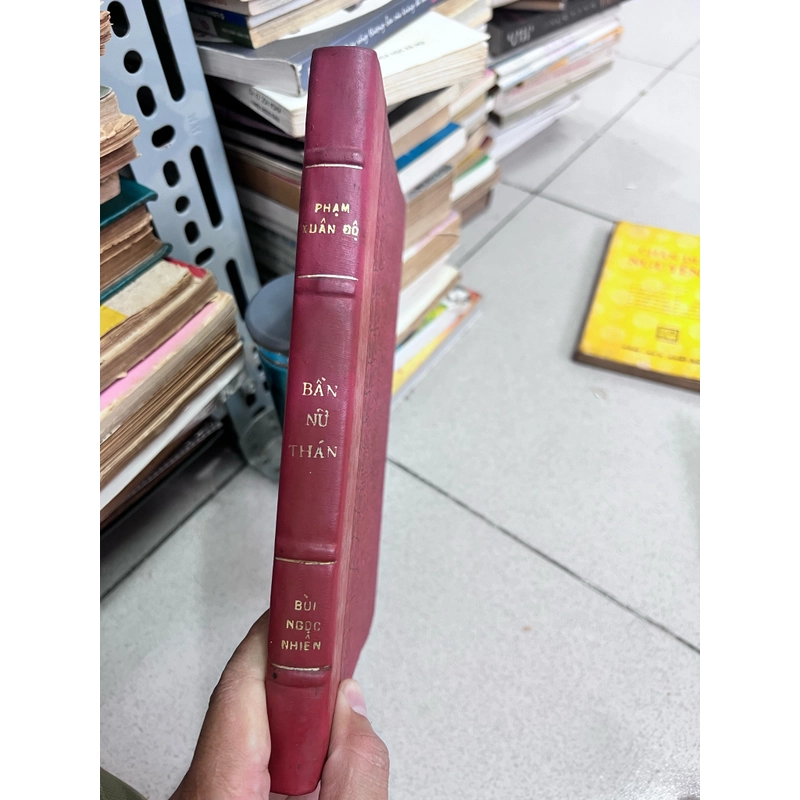 PHẠM
XUÂN ĐỘ
BẦN
NỮ
THÁN
BÙI
NGỌC
NHIÊN